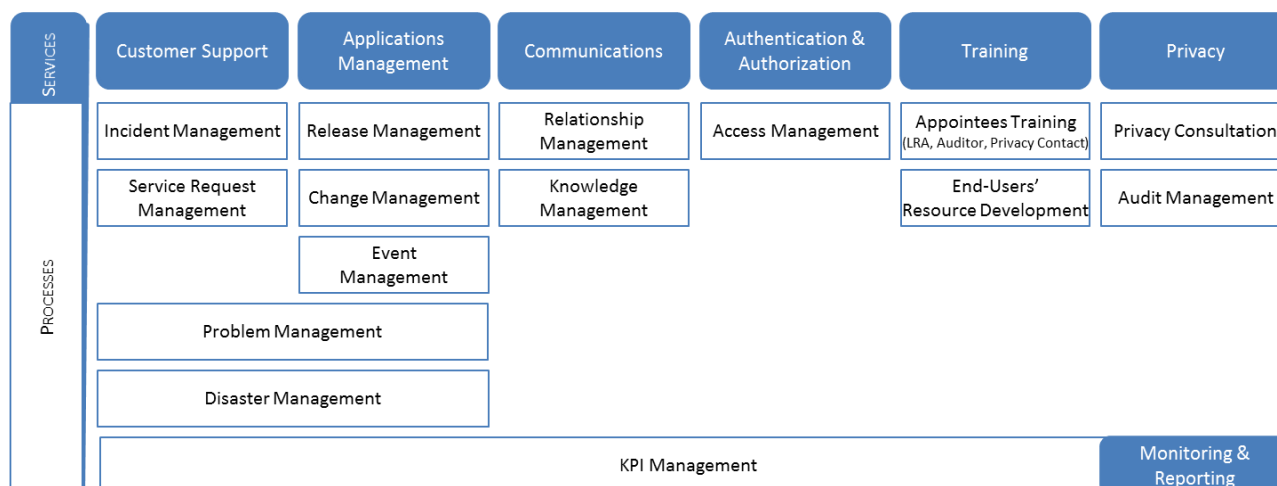 SERVICES
Customer Support
Applications
Management
Communications
Authentication &
Authorization
Training
Privacy
PROCESSES
Incident Management
Release Management
Relationship
Management
Access Management
Appointees Training
(LRA, Auditor, Privacy Contact)
Privacy Consultation
Service Request
Management
Change Management
Knowledge
Management
End-Users’
Resource Development
Audit Management
Event
Management
Problem Management
Disaster Management
KPI Management
Monitoring &
Reporting